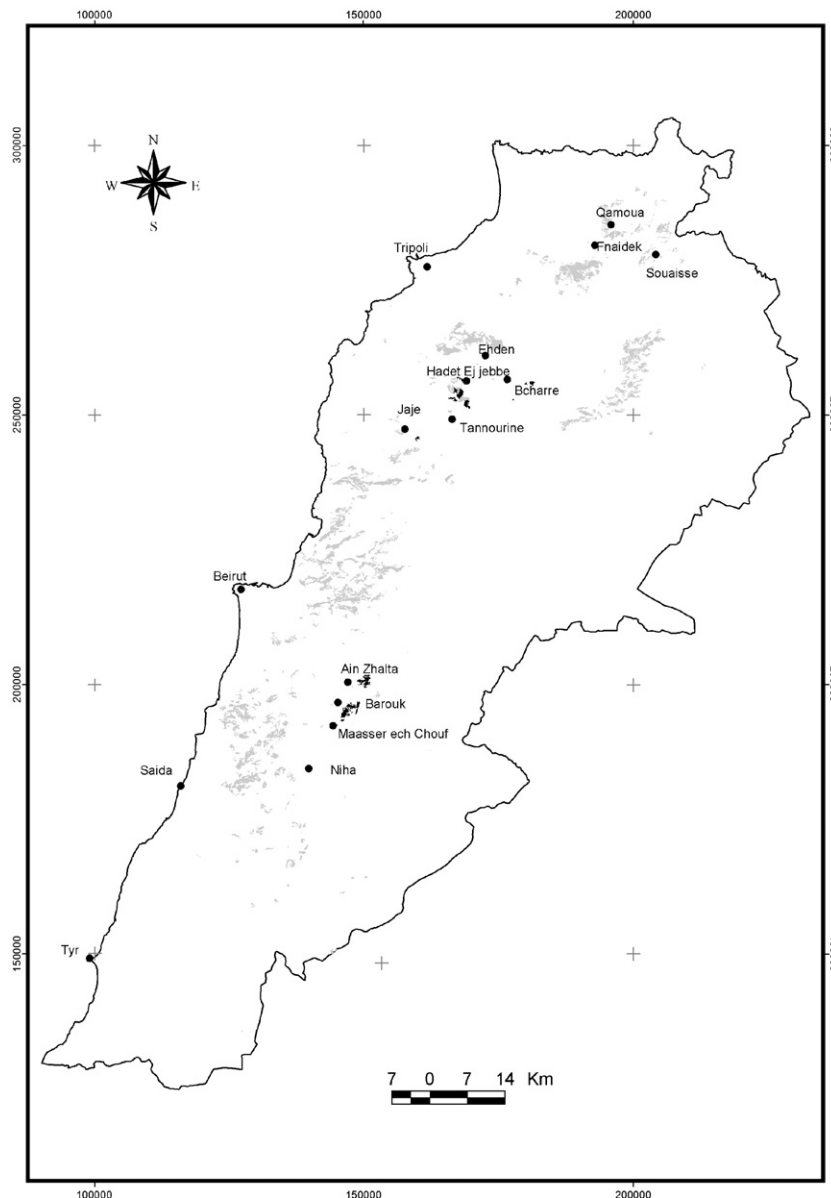 100000 150000 200000
300000
N
W E
S
Qamoua
Tripoli
Fnaidek
Souaisse
Ehden
Hadet Ej jebbe
Bcharre
Jaje
250000
Tannourine
Beirut
Ain Zhalta
200000
Barouk
Maasser ech Chouf
Saida
Niha
Tyr
150000
7 0 7 14 Km
100000 150000 200000